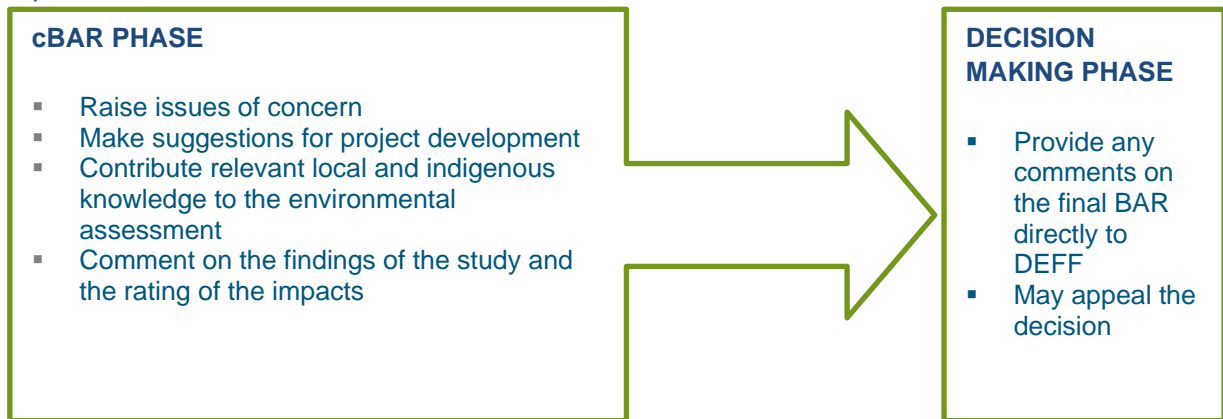 cBAR PHASE
▪ Raise issues of concern
▪ Make suggestions for project development
▪ Contribute relevant local and indigenous
knowledge to the environmental
assessment
▪ Comment on the findings of the study and
the rating of the impacts
DECISION
MAKING PHASE
▪ Provide any
comments on
the final BAR
directly to
DEFF
▪ May appeal the
decision